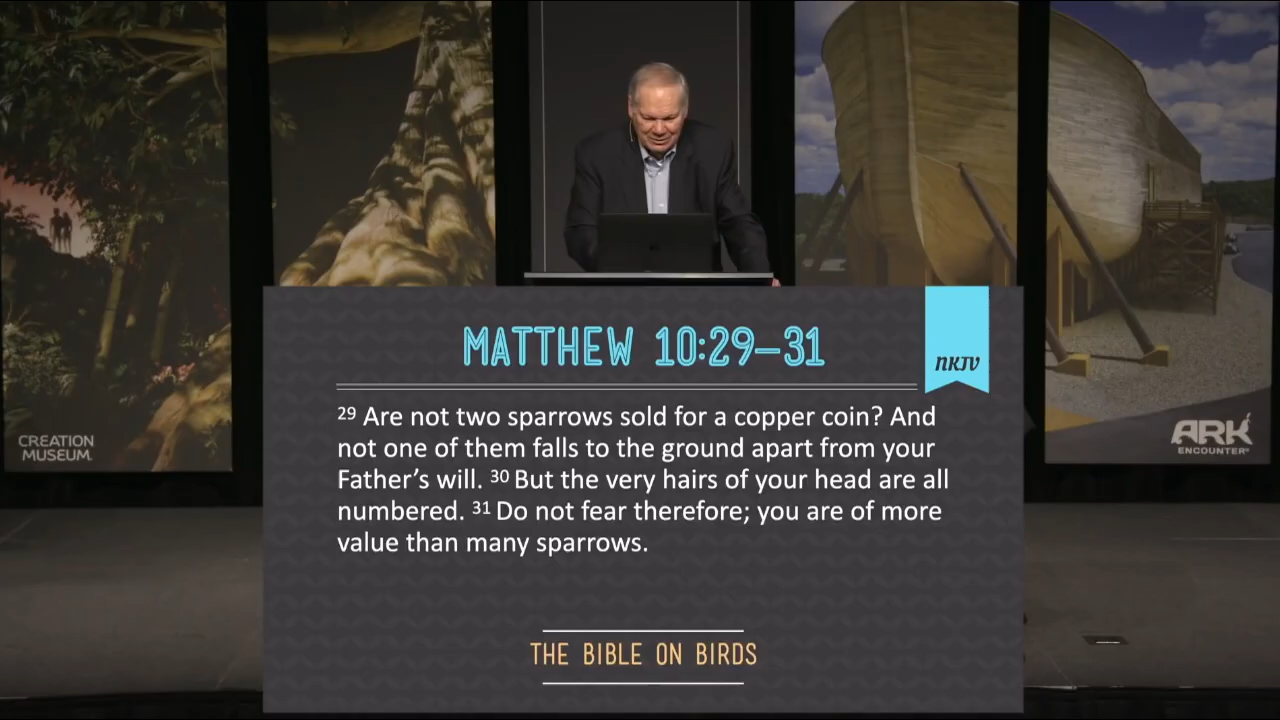 MATTHEW 10:29–31
NKJV
²⁹ Are not two sparrows sold for a copper coin? And
not one of them falls to the ground apart from your
Father’s will. ³⁰ But the very hairs of your head are all
numbered. ³¹ Do not fear therefore; you are of more
value than many sparrows.
THE BIBLE ON BIRDS
CREATION
MUSEUM
ARK
ENCOUNTER